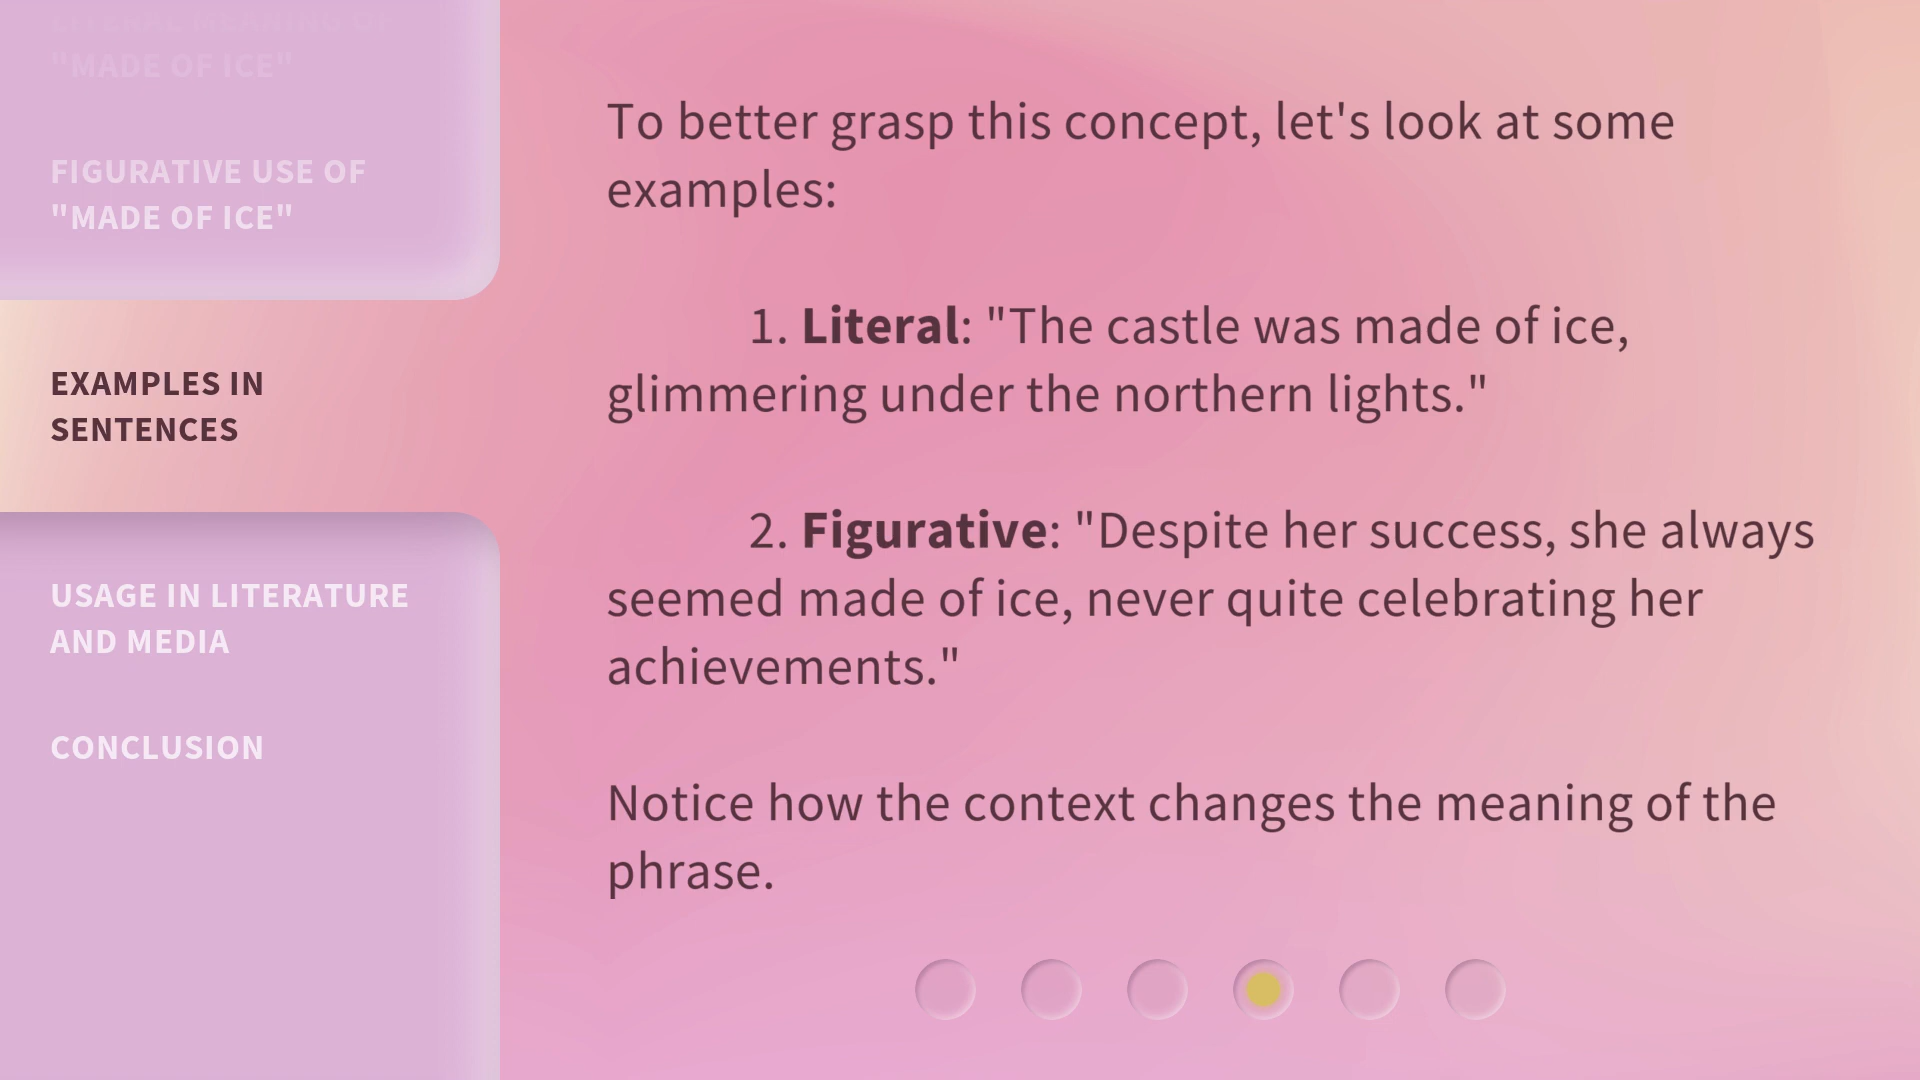 LITERAL MEANING OF
"MADE OF ICE"
FIGURATIVE USE OF
"MADE OF ICE"
EXAMPLES IN
SENTENCES
USAGE IN LITERATURE
AND MEDIA
CONCLUSION
To better grasp this concept, let's look at some
examples:
1. Literal: "The castle was made of ice,
glimmering under the northern lights."
2. Figurative: "Despite her success, she always
seemed made of ice, never quite celebrating her
achievements."
Notice how the context changes the meaning of the
phrase.